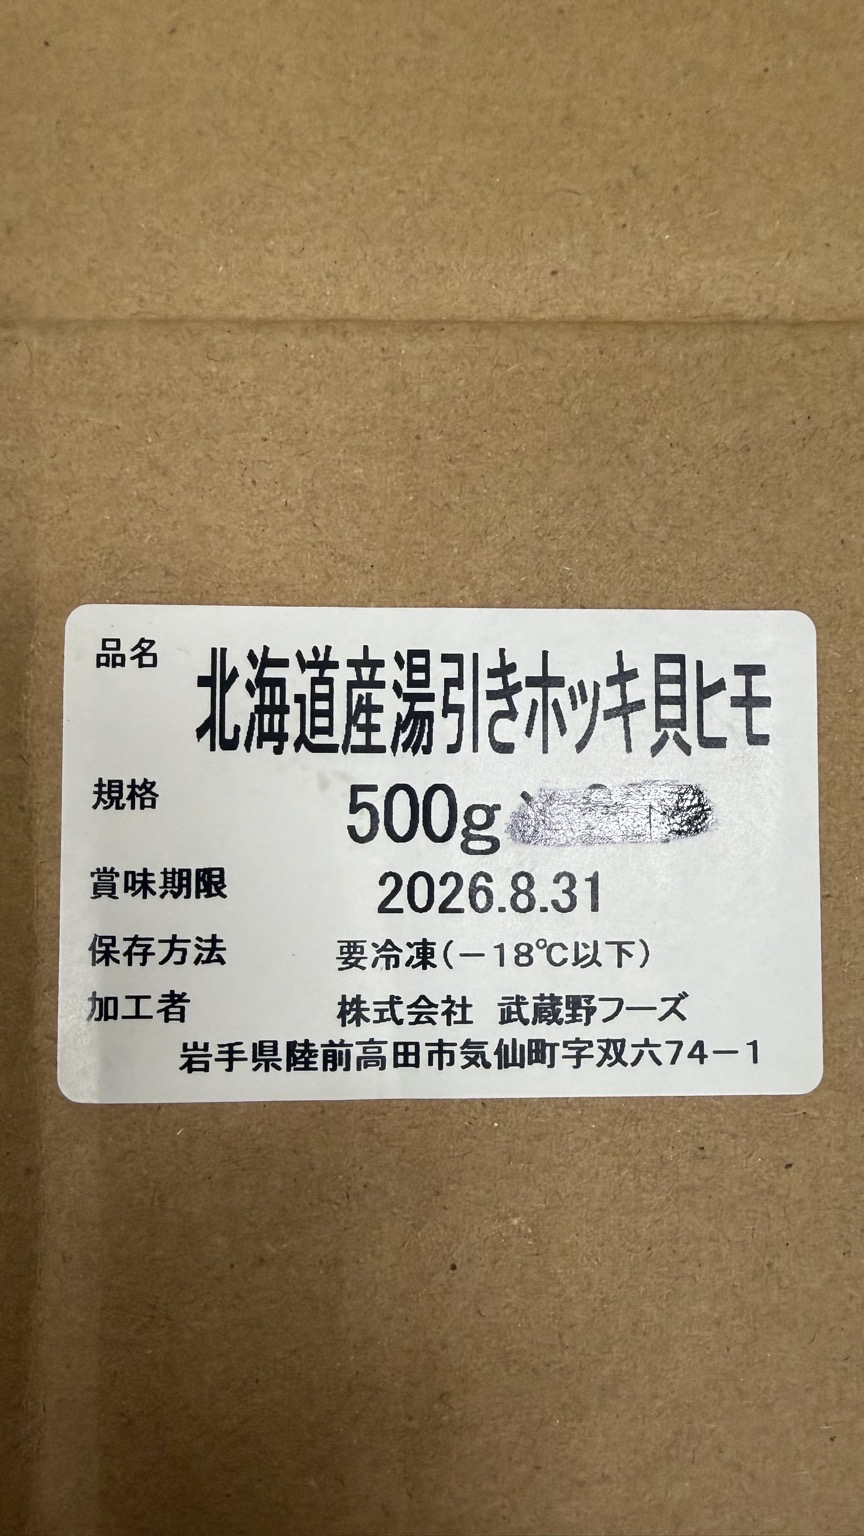 品名 北海道産湯引きホッキ貝ヒモ
規格 500g
賞味期限 2026.8.31
保存方法 要冷凍(－18℃以下)
加工者 株式会社 武蔵野フーズ
岩手県陸前高田市気仙町字双六74－1